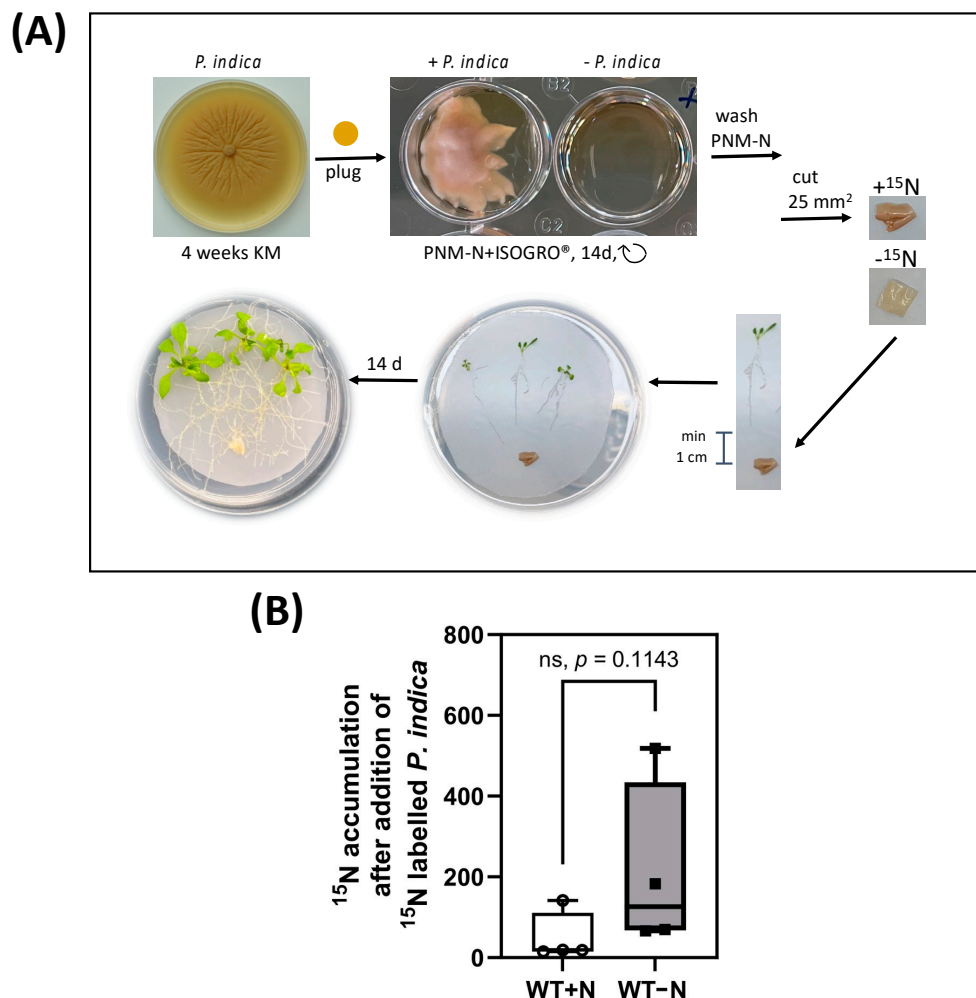 (A)
P. indica
+ P. indica
- P. indica
plug
wash
PNM-N
cut
25 mm²
+¹⁵N
-¹⁵N
4 weeks KM
PNM-N+ISOGRO®, 14d,
B2
C2
14 d
min
1 cm
(B)
¹⁵N accumulation
after addition of
¹⁵N labelled P. indica
800
600
400
200
0
ns, p = 0.1143
WT+N
WT−N